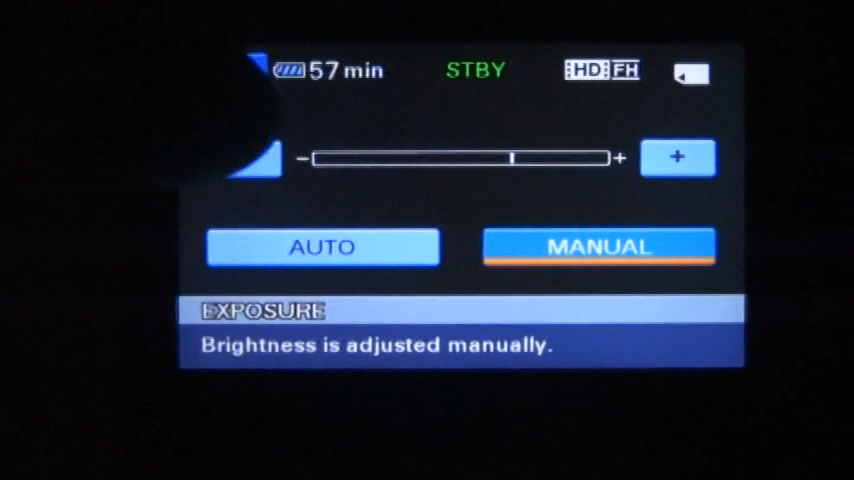 57 min STBY HD FH
- + +
AUTO MANUAL
EXPOSURE
Brightness is adjusted manually.